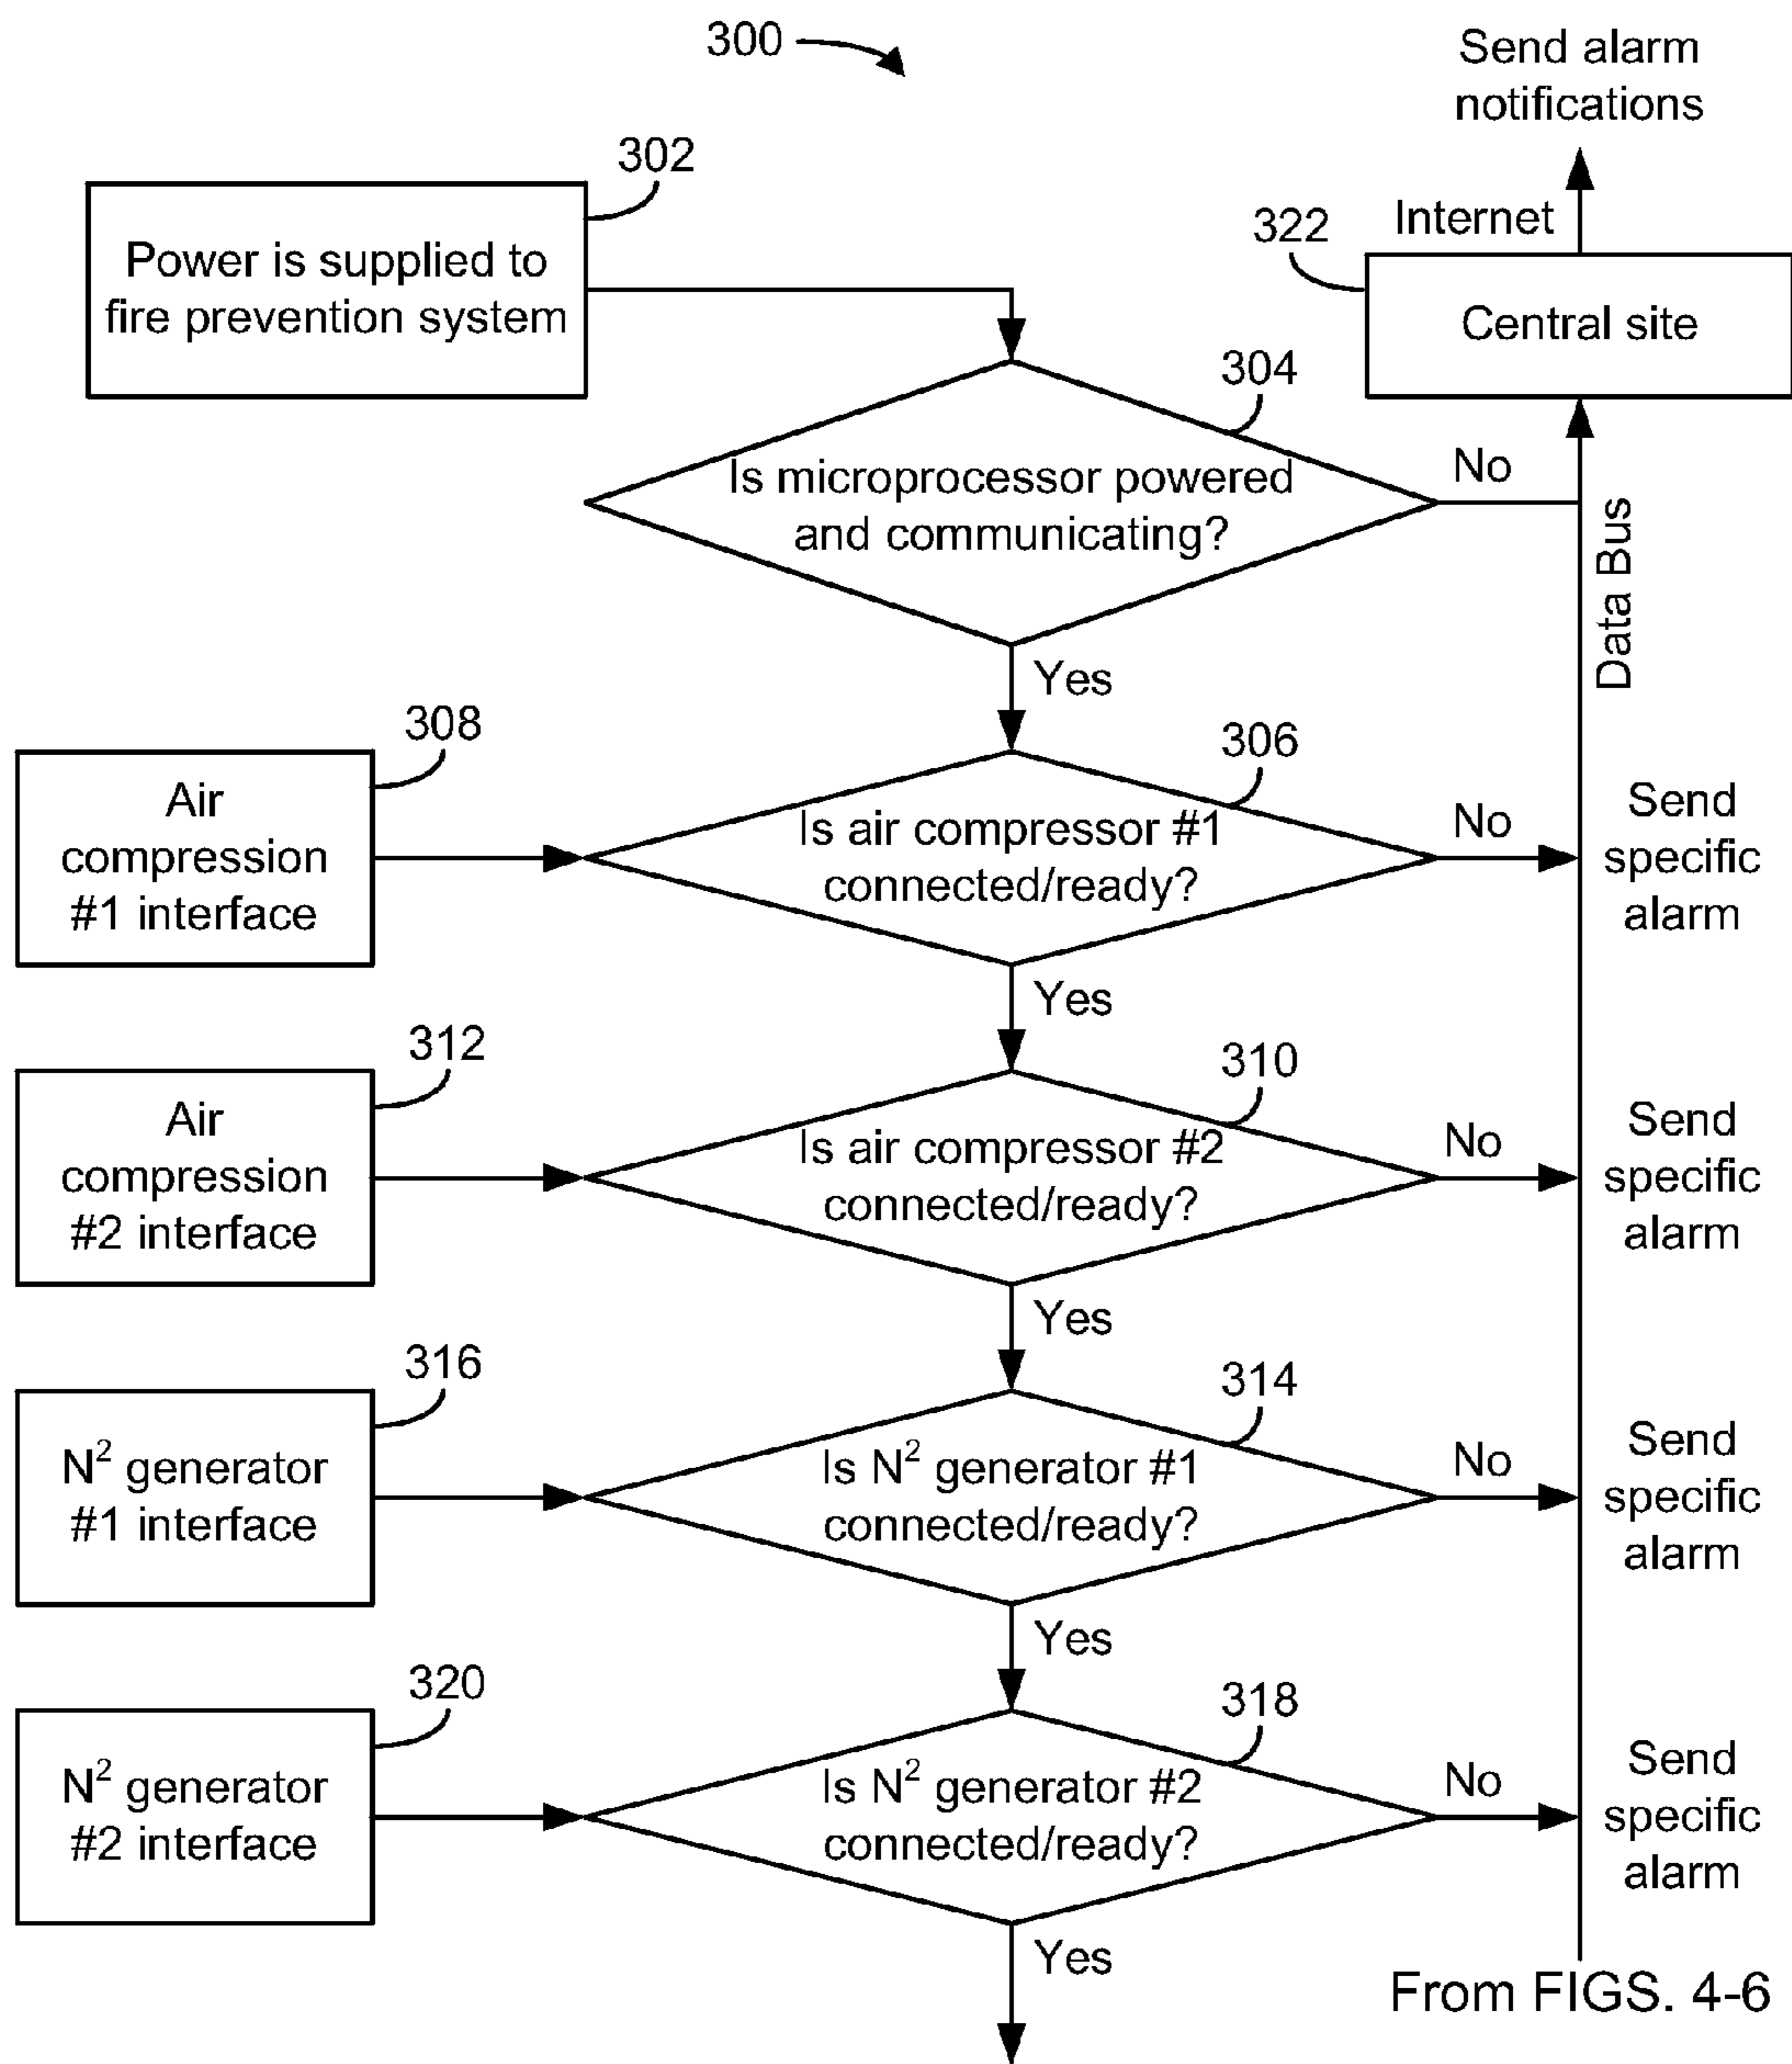 300
Send alarm
notifications
302
Internet
322
Power is supplied to
fire prevention system
Central site
304
Is microprocessor powered
and communicating?
No
Data Bus
Yes
308
306
Air
compression
#1 interface
Is air compressor #1
connected/ready?
No
Send
specific
alarm
Yes
312
310
Air
compression
#2 interface
Is air compressor #2
connected/ready?
No
Send
specific
alarm
Yes
316
314
N² generator
#1 interface
Is N² generator #1
connected/ready?
No
Send
specific
alarm
Yes
320
318
N² generator
#2 interface
Is N² generator #2
connected/ready?
No
Send
specific
alarm
Yes
From FIGS. 4-6